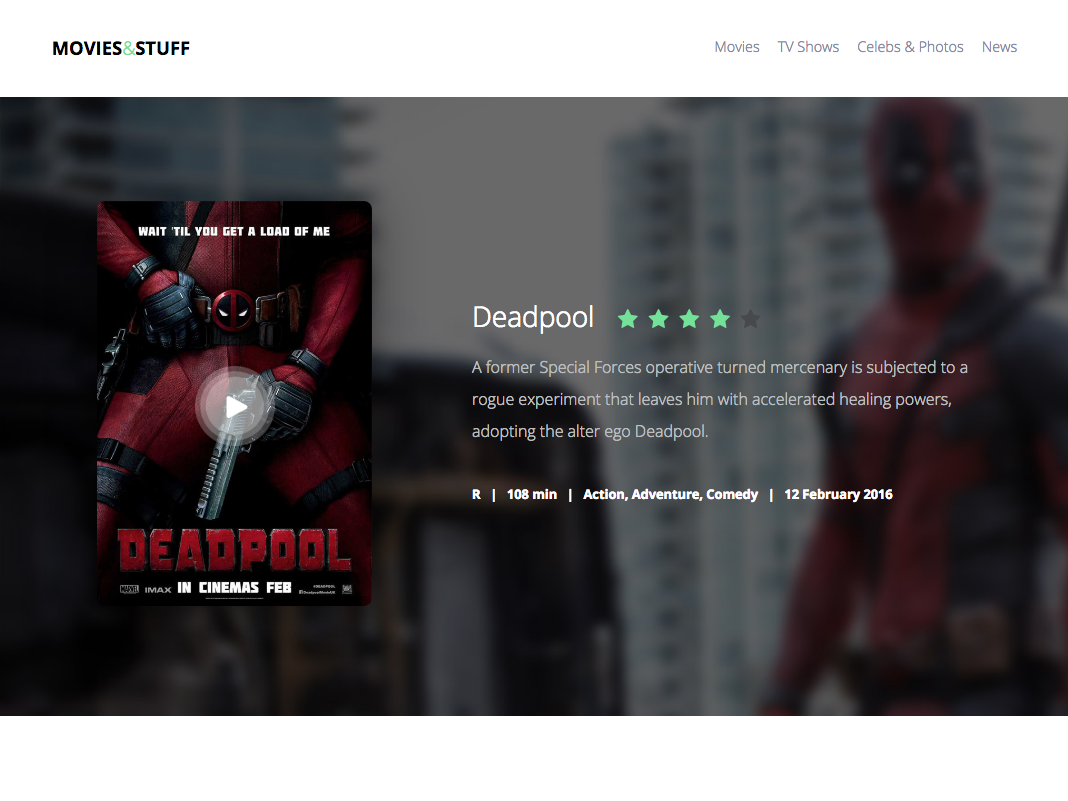 MOVIES&STUFF
Movies TV Shows Celebs & Photos News
WAIT 'TIL YOU GET A LOAD OF ME
DEADPOOL
MARVEL IMAX IN CINEMAS FEB
Deadpool
A former Special Forces operative turned mercenary is subjected to a
rogue experiment that leaves him with accelerated healing powers,
adopting the alter ego Deadpool.
R | 108 min | Action, Adventure, Comedy | 12 February 2016